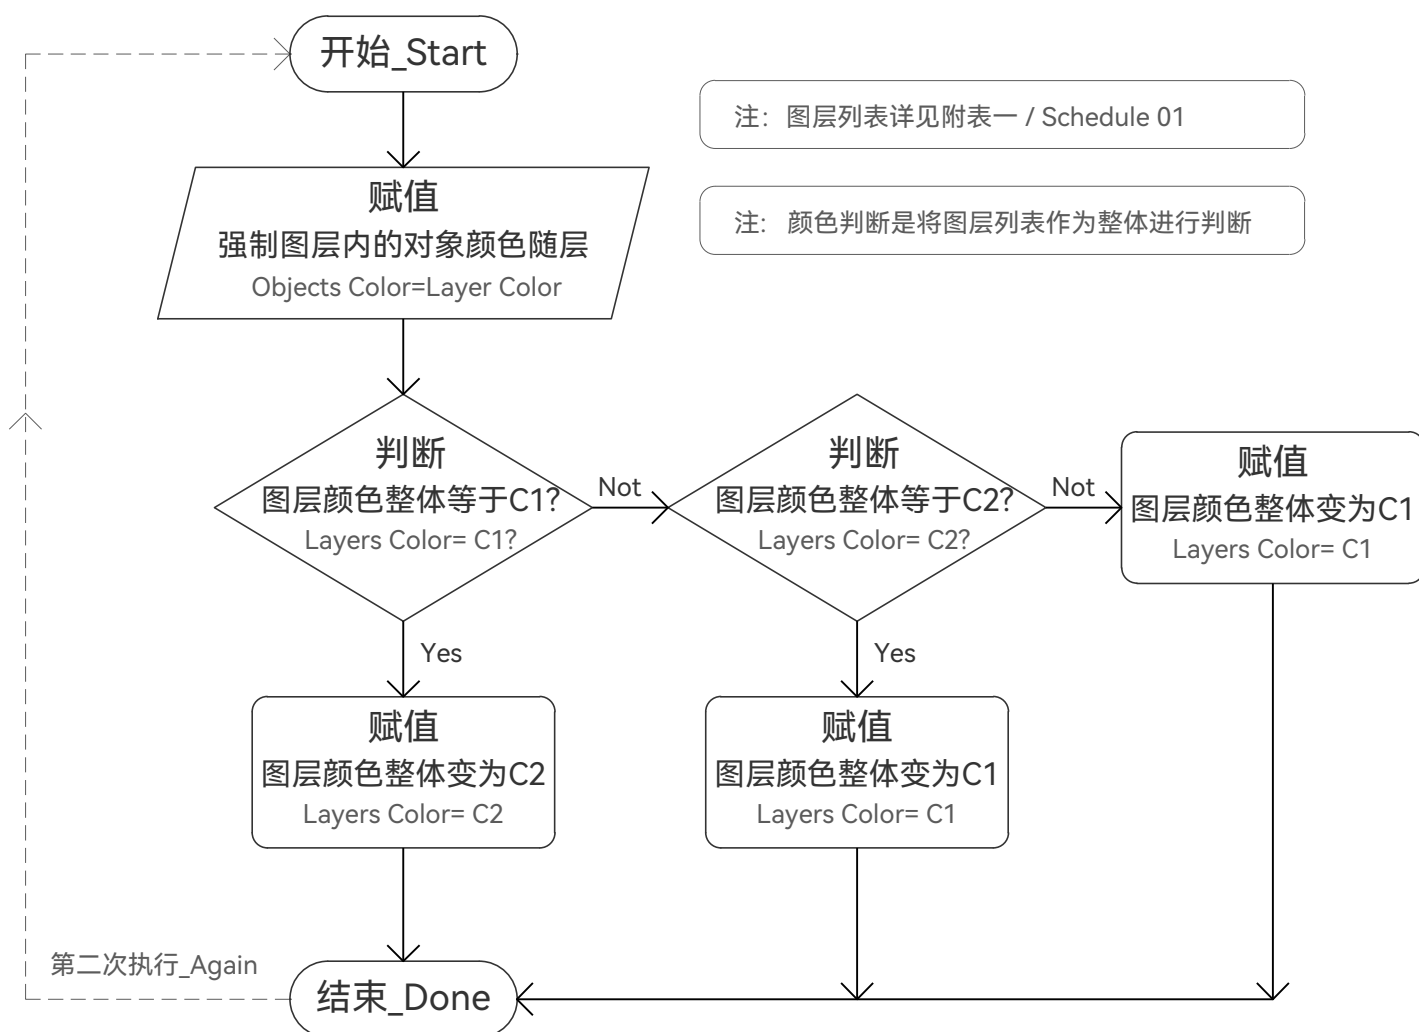 开始_Start
注：图层列表详见附表一 / Schedule 01
赋值
强制图层内的对象颜色随层
Objects Color=Layer Color
注： 颜色判断是将图层列表作为整体进行判断
判断
图层颜色整体等于C1?
Layers Color= C1?
Not
判断
图层颜色整体等于C2?
Layers Color= C2?
Not
赋值
图层颜色整体变为C1
Layers Color= C1
Yes
Yes
赋值
图层颜色整体变为C2
Layers Color= C2
赋值
图层颜色整体变为C1
Layers Color= C1
第二次执行_Again
结束_Done